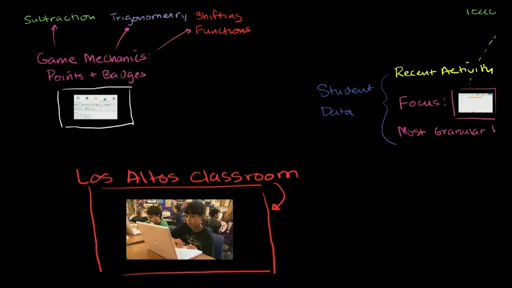 Subtraction Trigonometry Shifting
Functions
Game Mechanics:
Points + Badges
Student
Data
Recent Activity
Focus:
Most Granular
Los Altos Classroom